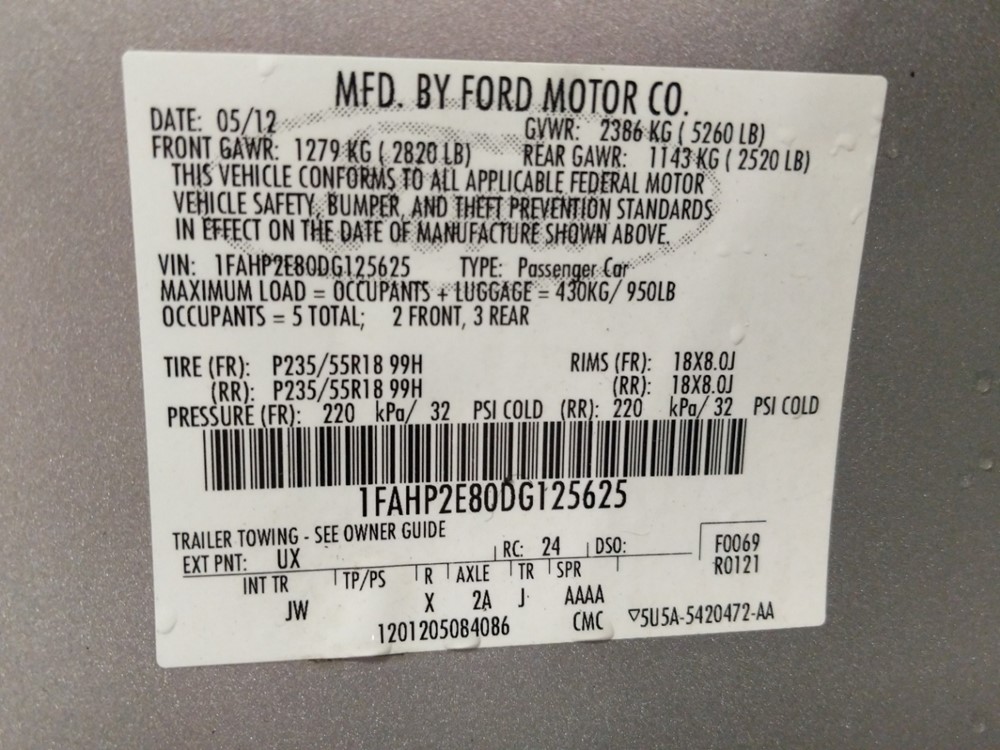 MFD. BY FORD MOTOR CO.
DATE: 05/12 GVWR: 2386 KG ( 5260 LB)
FRONT GAWR: 1279 KG ( 2820 LB) REAR GAWR: 1143 KG ( 2520 LB)
THIS VEHICLE CONFORMS TO ALL APPLICABLE FEDERAL MOTOR
VEHICLE SAFETY, BUMPER, AND THEFT PREVENTION STANDARDS
IN EFFECT ON THE DATE OF MANUFACTURE SHOWN ABOVE.
VIN: 1FAHP2E80DG125625 TYPE: Passenger Car
MAXIMUM LOAD = OCCUPANTS + LUGGAGE = 430KG/ 950LB
OCCUPANTS = 5 TOTAL; 2 FRONT, 3 REAR
TIRE (FR): P235/55R18 99H RIMS (FR): 18X8.0J
(RR): P235/55R18 99H (RR): 18X8.0J
PRESSURE (FR): 220 kPa/ 32 PSI COLD (RR): 220 kPa/ 32 PSI COLD
1FAHP2E80DG125625
TRAILER TOWING - SEE OWNER GUIDE
EXT PNT: UX RC: 24 DSO: F0069
INT TR TP/PS R AXLE TR SPR R0121
JW X 2A J AAAA
1201205084086 CMC ▽5U5A-5420472-AA